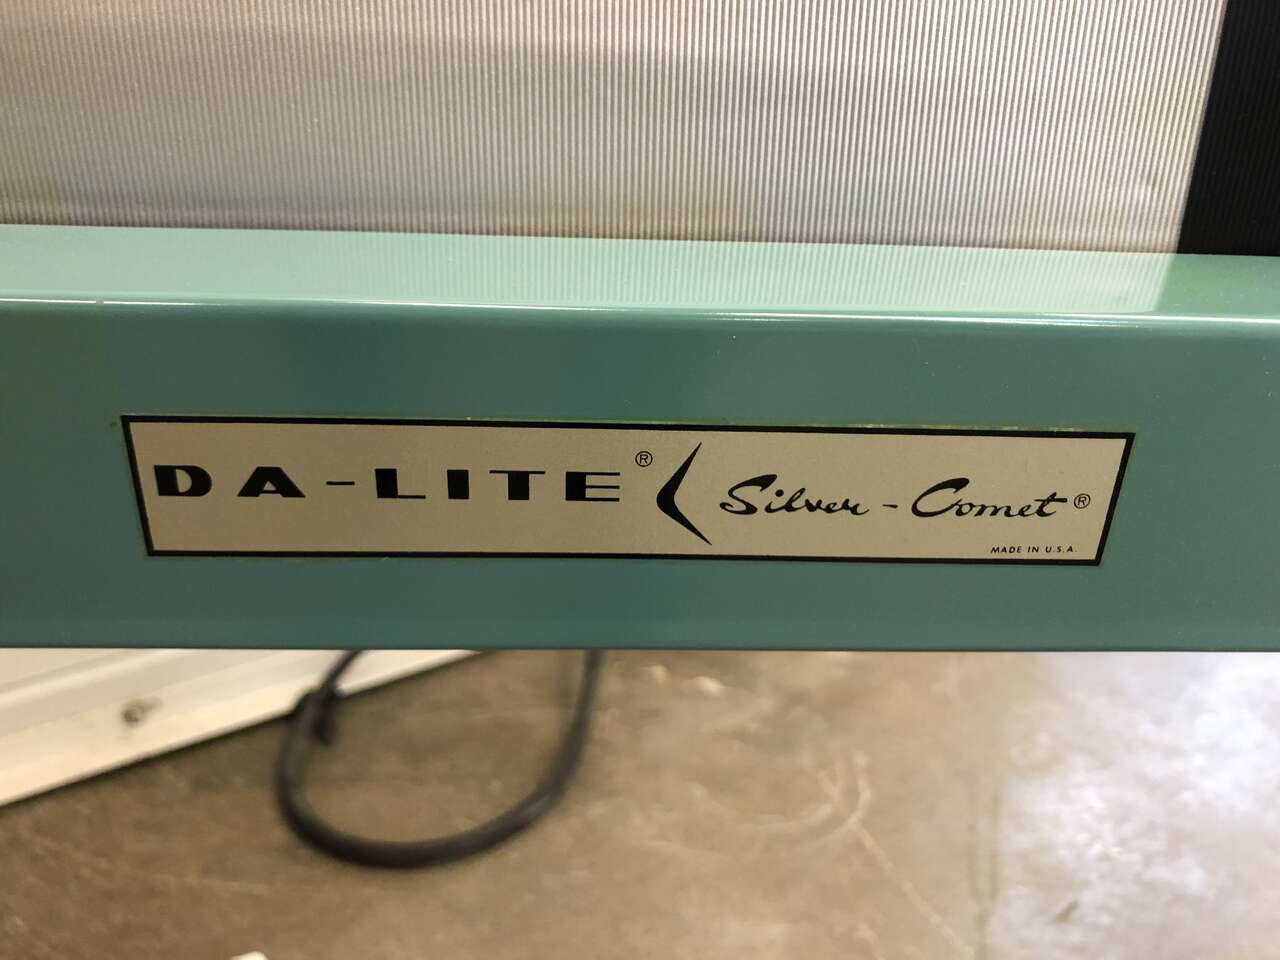 DA-LITE® Silver-Comet®
MADE IN U.S.A.